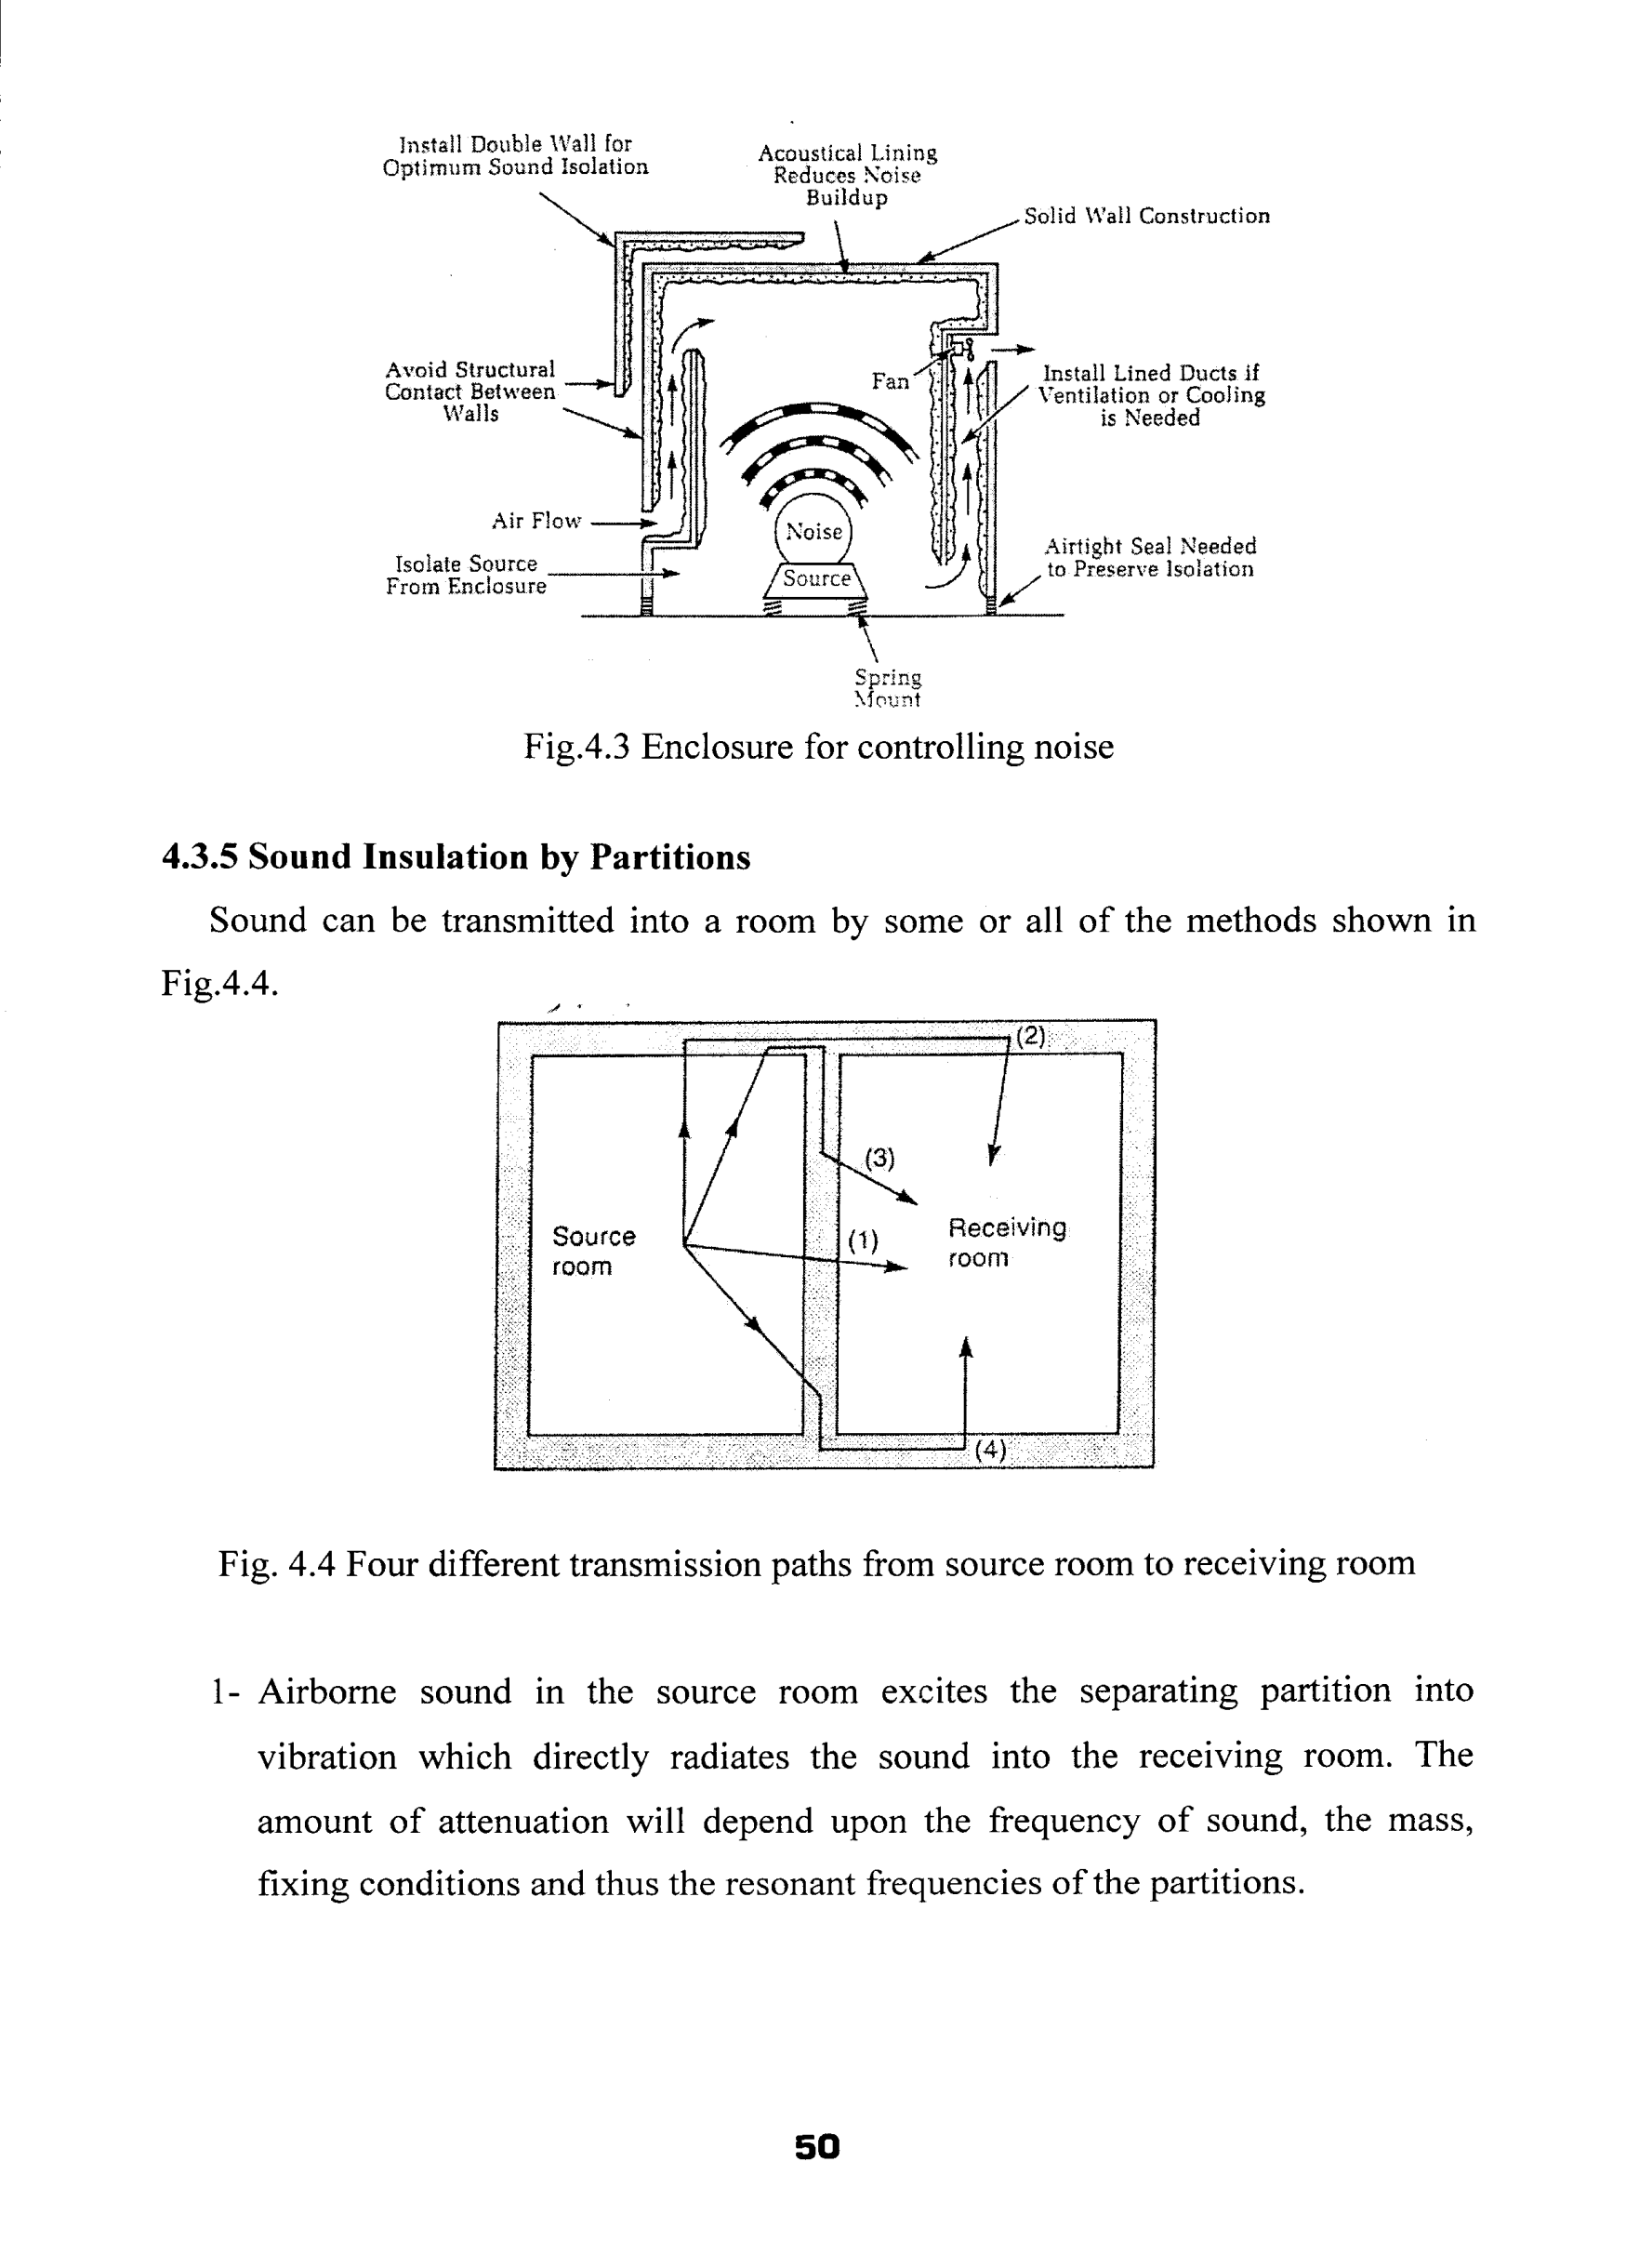 Install Double Wall for
Optimum Sound Isolation
Acoustical Lining
Reduces Noise
Buildup
Solid Wall Construction
Avoid Structural
Contact Between
Walls
Fan
Install Lined Ducts if
Ventilation or Cooling
is Needed
Air Flow
Noise
Isolate Source
From Enclosure
Source
Airtight Seal Needed
to Preserve Isolation
Spring
Mount
Fig.4.3 Enclosure for controlling noise
4.3.5 Sound Insulation by Partitions
Sound can be transmitted into a room by some or all of the methods shown in
Fig.4.4.
(2)
(3)
Source
room
(1)
Receiving
room
(4)
Fig. 4.4 Four different transmission paths from source room to receiving room
1- Airborne sound in the source room excites the separating partition into
vibration which directly radiates the sound into the receiving room. The
amount of attenuation will depend upon the frequency of sound, the mass,
fixing conditions and thus the resonant frequencies of the partitions.
50